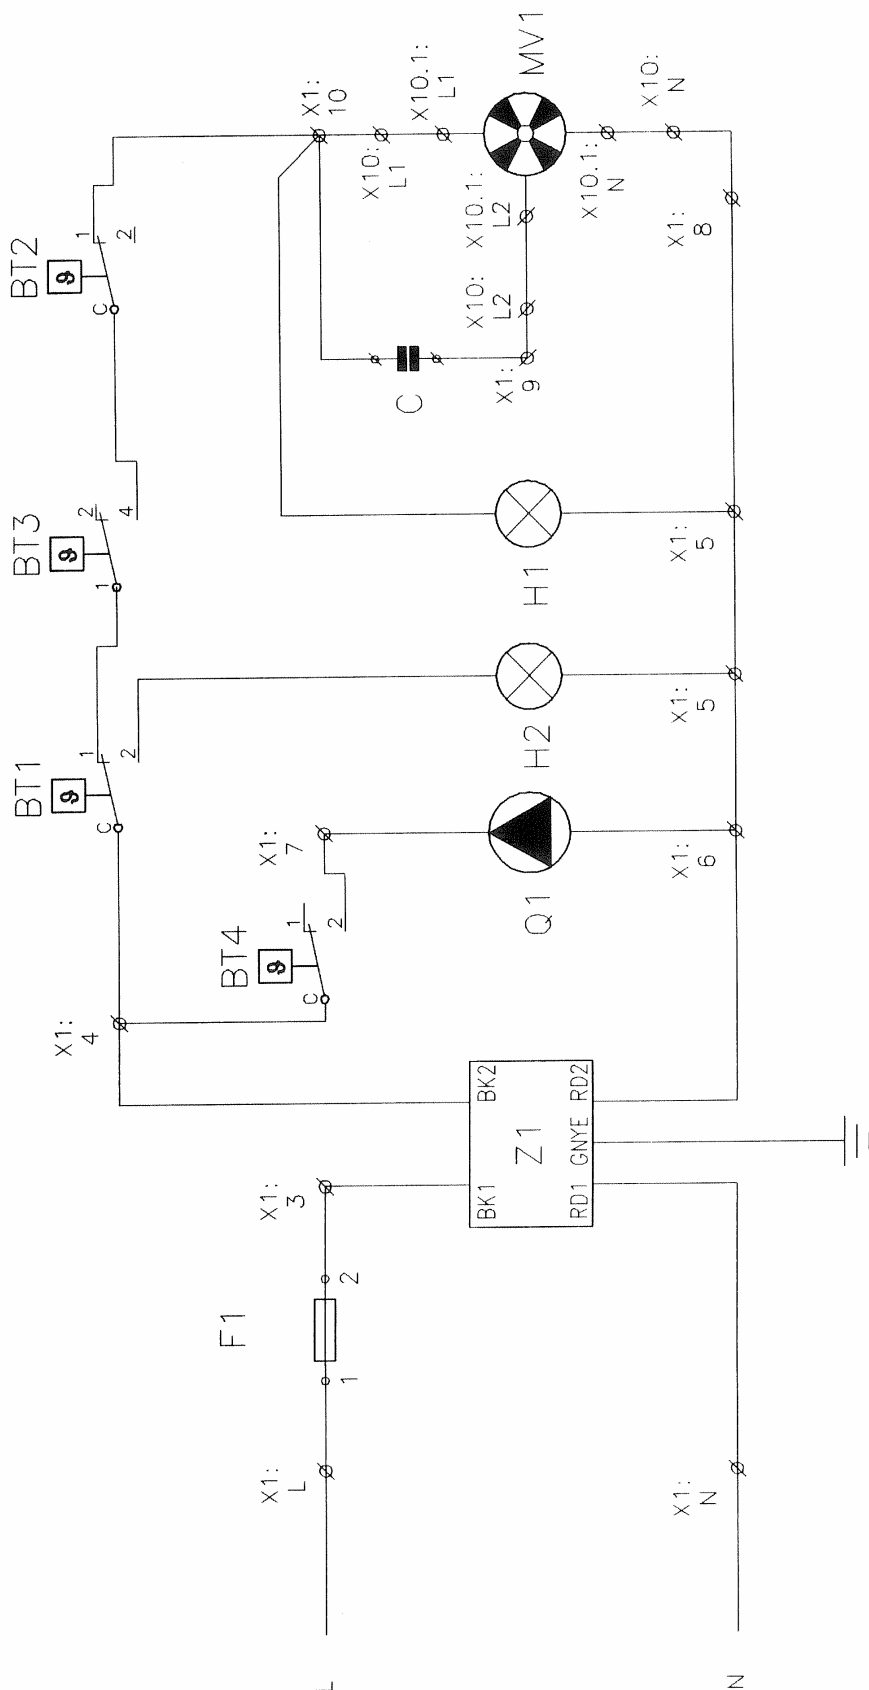 L
X1:
L
F1
1
2
X1:
3
Z1
BK1
BK2
RD1
GNYE
RD2
N
X1:
N
X1:
4
BT4
ϑ
C
1
2
X1:
7
Q1
X1:
6
BT1
ϑ
C
1
2
H2
X1:
5
BT3
ϑ
1
2
4
H1
X1:
5
BT2
ϑ
C
1
2
C
X1:
9
X10:
L2
X10.1:
L2
X1:
10
X10:
L1
X10.1:
L1
MV1
X10.1:
N
X10:
N
X1:
8